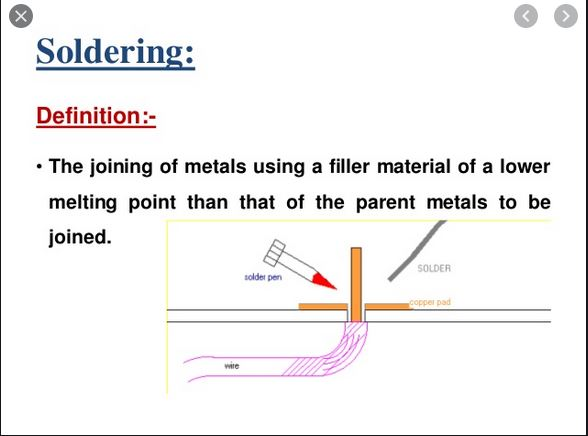 Soldering:
Definition:-
• The joining of metals using a filler material of a lower
melting point than that of the parent metals to be
joined.
solder pen
SOLDER
copper pad
wire